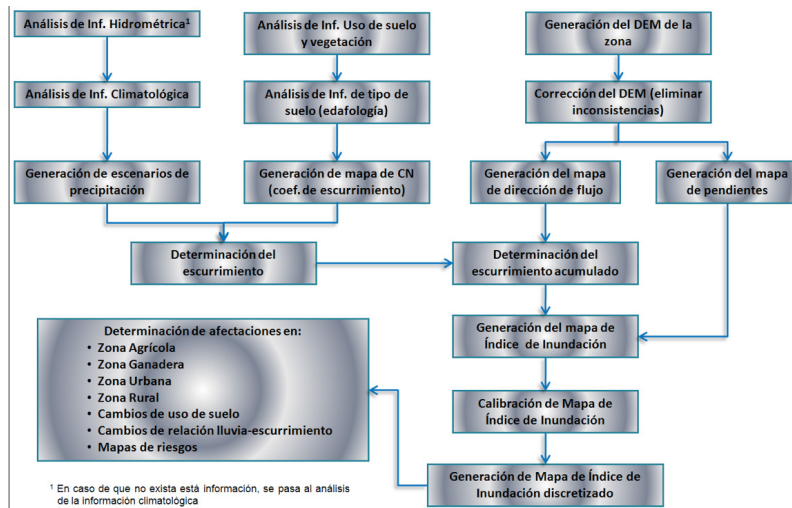 Análisis de Inf. Hidrométrica¹
Análisis de Inf. Uso de suelo
y vegetación
Generación del DEM de la
zona
Análisis de Inf. Climatológica
Análisis de Inf. de tipo de
suelo (edafología)
Corrección del DEM (eliminar
inconsistencias)
Generación de escenarios de
precipitación
Generación de mapa de CN
(coef. de escurrimiento)
Generación del mapa
de dirección de flujo
Generación del mapa
de pendientes
Determinación del
escurrimiento
Determinación del
escurrimiento acumulado
Generación del mapa de
Índice de Inundación
Calibración de Mapa de
Índice de Inundación
Generación de Mapa de Índice de
Inundación discretizado
Determinación de afectaciones en:
• Zona Agrícola
• Zona Ganadera
• Zona Urbana
• Zona Rural
• Cambios de uso de suelo
• Cambios de relación lluvia-escurrimiento
• Mapas de riesgos
¹ En caso de que no exista está información, se pasa al análisis
de la información climatológica